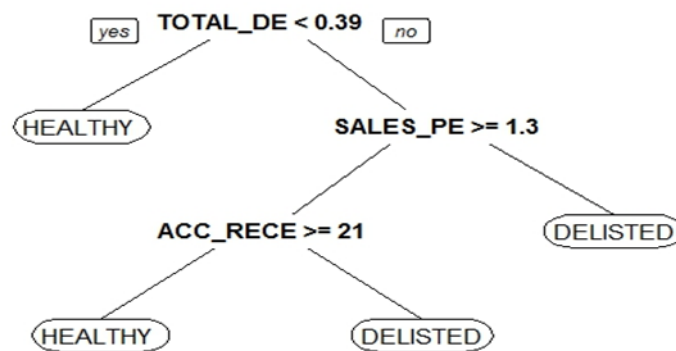 yes TOTAL_DE < 0.39 no
HEALTHY
SALES_PE >= 1.3
ACC_RECE >= 21
DELISTED
HEALTHY
DELISTED